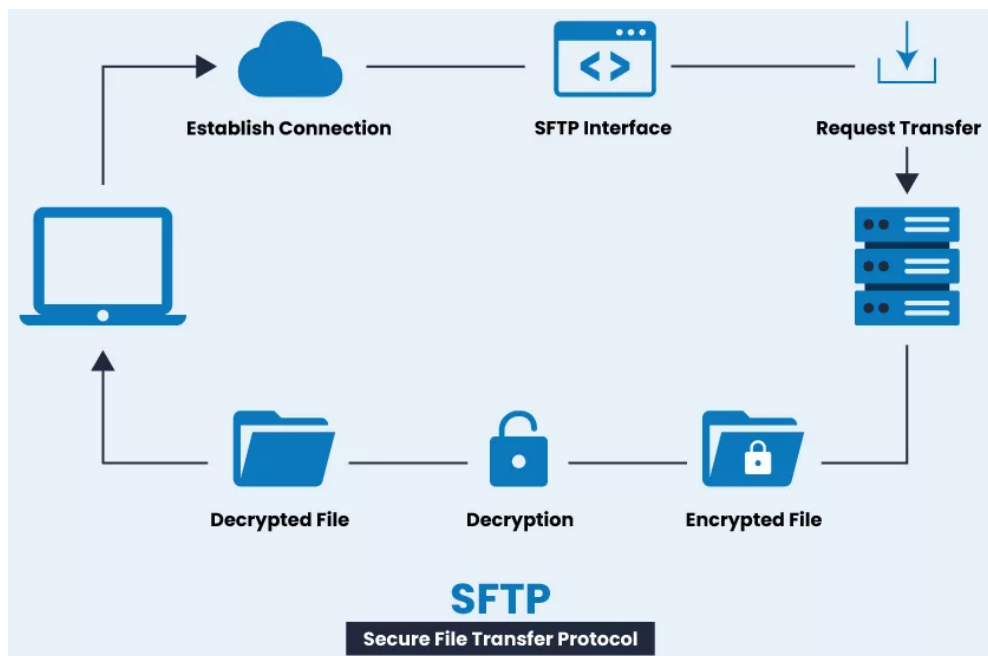 Establish Connection
SFTP Interface
Request Transfer
Decrypted File
Decryption
Encrypted File
SFTP
Secure File Transfer Protocol